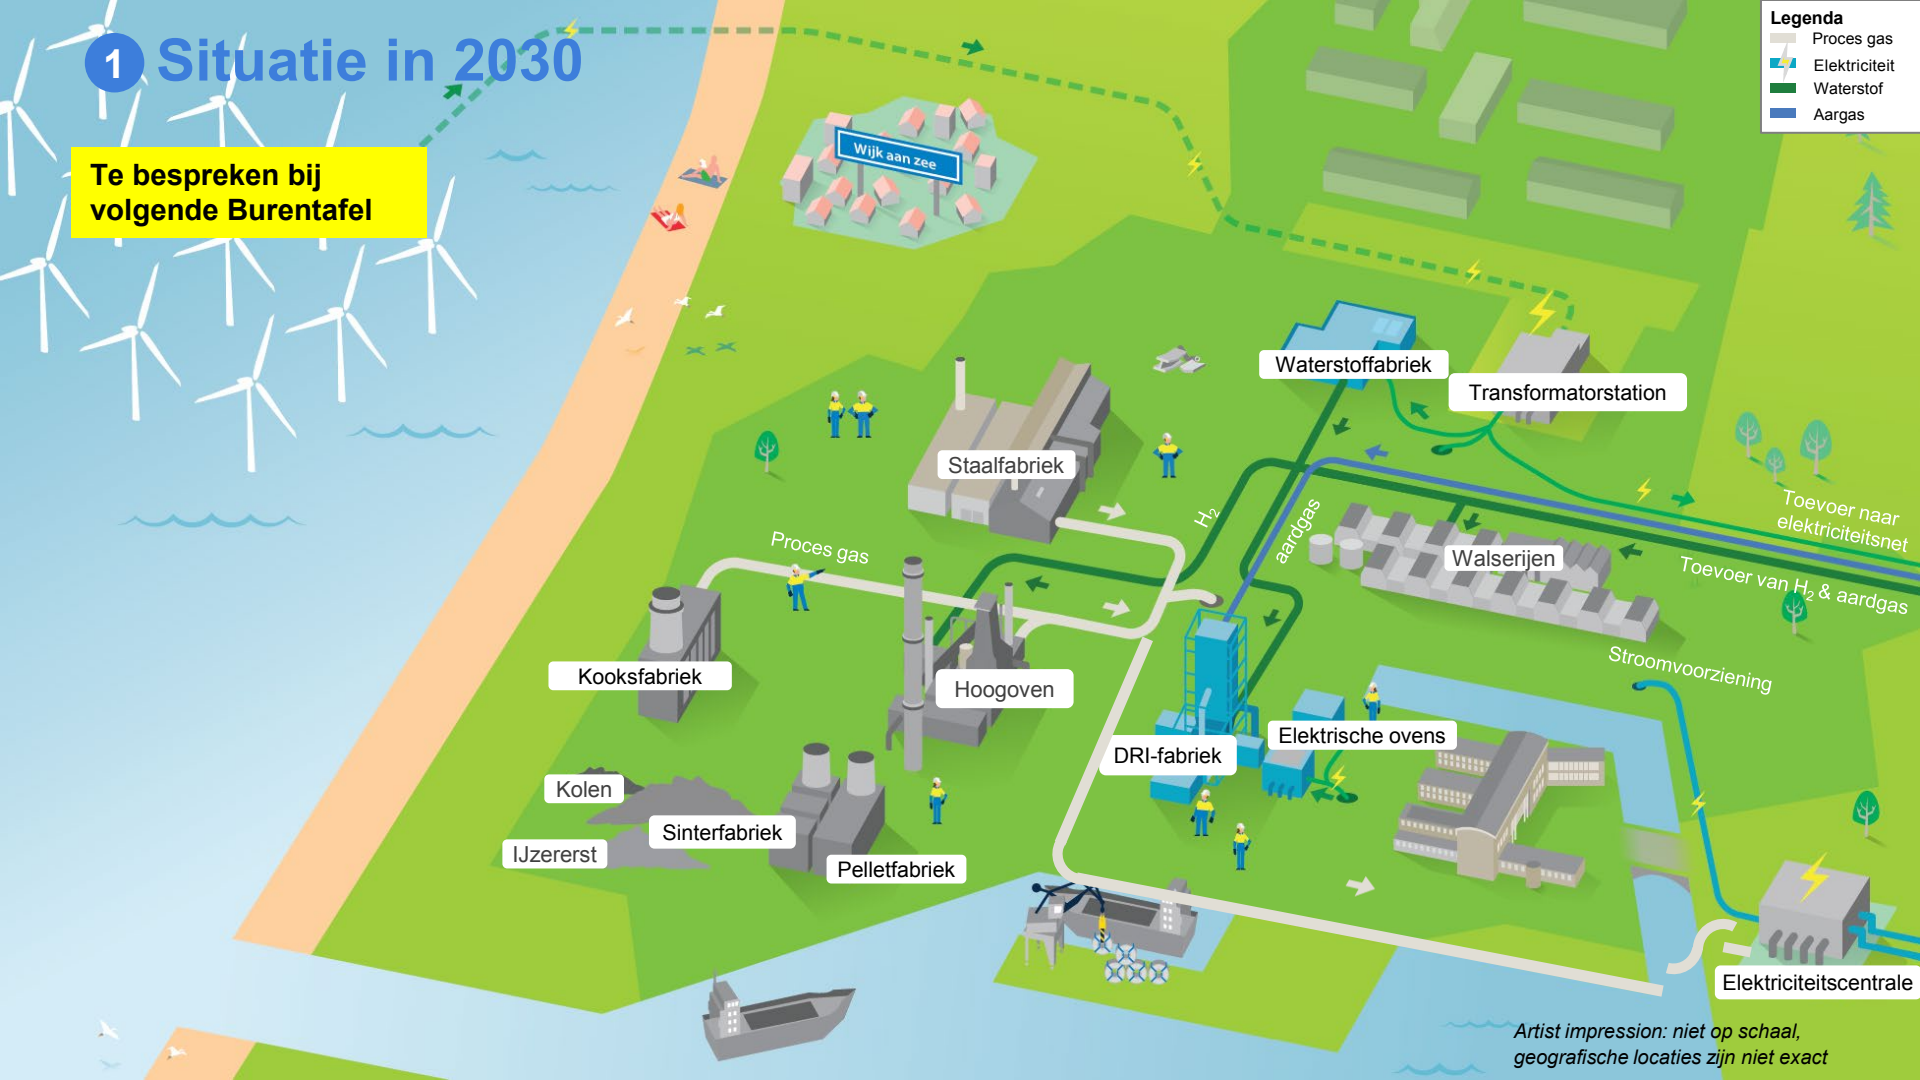 1 Situatie in 2030
Te bespreken bij
volgende Burentafel
Legenda
Proces gas
Elektriciteit
Waterstof
Aargas
Wijk aan zee
Waterstoffabriek
Transformatorstation
Staalfabriek
H2
aardgas
Toevoer naar
elektriciteitsnet
Proces gas
Walserijen
Toevoer van H2 & aardgas
Kooksfabriek
Hoogoven
Stroomvoorziening
Elektrische ovens
DRI-fabriek
Kolen
Sinterfabriek
IJzererst
Pelletfabriek
Elektriciteitscentrale
Artist impression: niet op schaal,
geografische locaties zijn niet exact